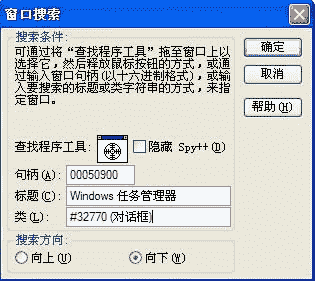 窗口搜索
搜索条件:
确定
可通过将“查找程序工具”拖至窗口上以
选择它，然后释放鼠标按钮的方式，或通
过输入窗口句柄(以十六进制格式)，或输
入要搜索的标题或类字符串的方式，来指
定窗口。
取消
帮助(H)
查找程序工具:
隐藏 Spy++(D)
句柄(A): 00050900
标题(C): Windows 任务管理器
类(L): #32770 (对话框)
搜索方向:
向上(U) 向下(W)